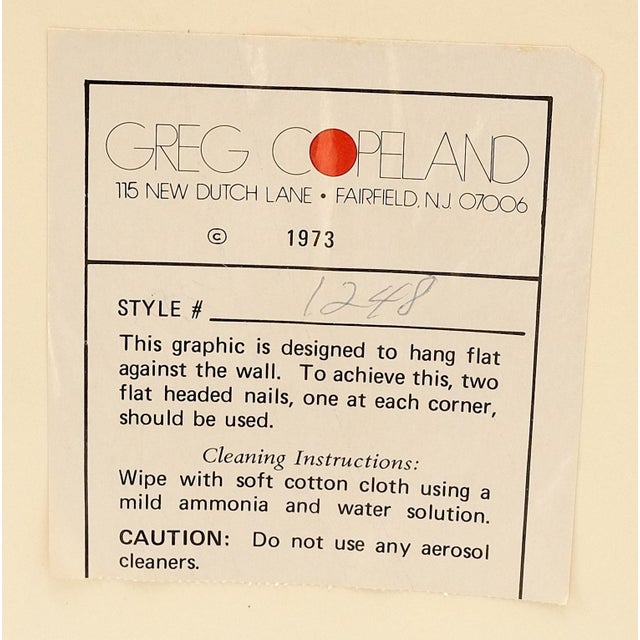 GREG COPELAND
115 NEW DUTCH LANE • FAIRFIELD, N.J. 07006
© 1973
STYLE # 1248
This graphic is designed to hang flat
against the wall. To achieve this, two
flat headed nails, one at each corner,
should be used.
Cleaning Instructions:
Wipe with soft cotton cloth using a
mild ammonia and water solution.
CAUTION: Do not use any aerosol
cleaners.